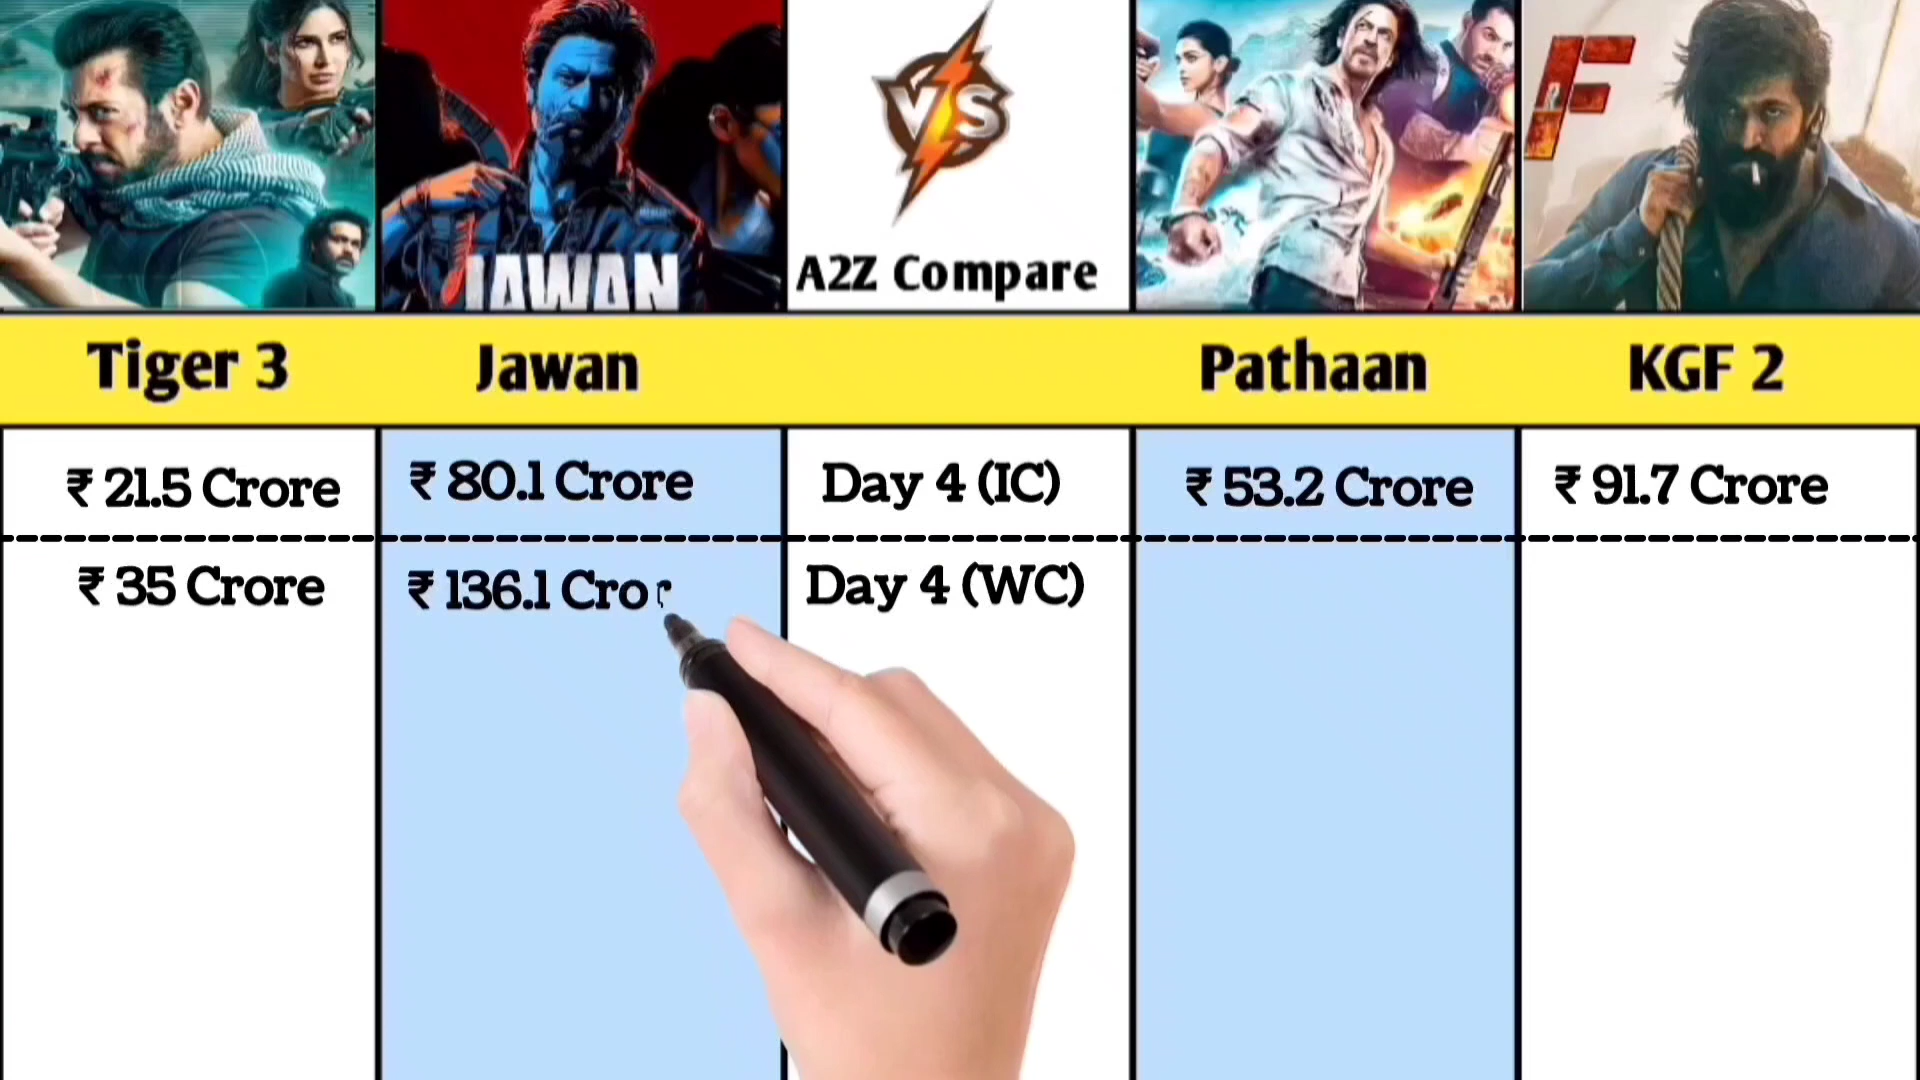 VS
A2Z Compare
JAWAN
F
Tiger 3 Jawan Pathaan KGF 2
₹ 21.5 Crore ₹ 80.1 Crore Day 4 (IC) ₹ 53.2 Crore ₹ 91.7 Crore
₹ 35 Crore ₹ 136.1 Cror Day 4 (WC)